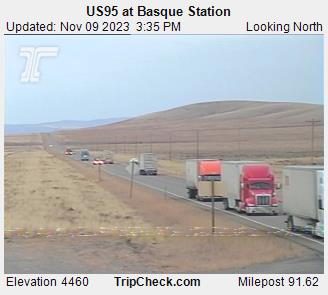 US95 at Basque Station
Updated: Nov 09 2023 3:35 PM Looking North
Elevation 4460 TripCheck.com Milepost 91.62